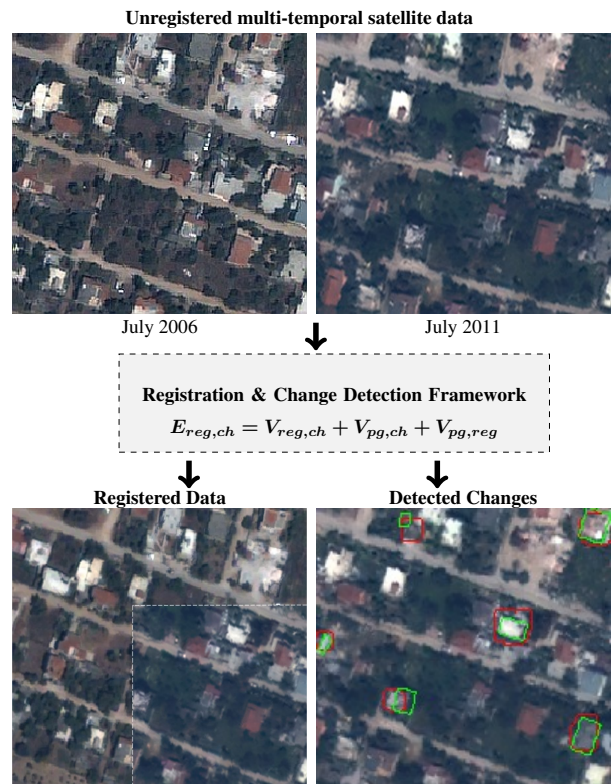 Unregistered multi-temporal satellite data
July 2006
July 2011
Registration & Change Detection Framework
E_{reg,ch} = V_{reg,ch} + V_{pg,ch} + V_{pg,reg}
Registered Data
Detected Changes